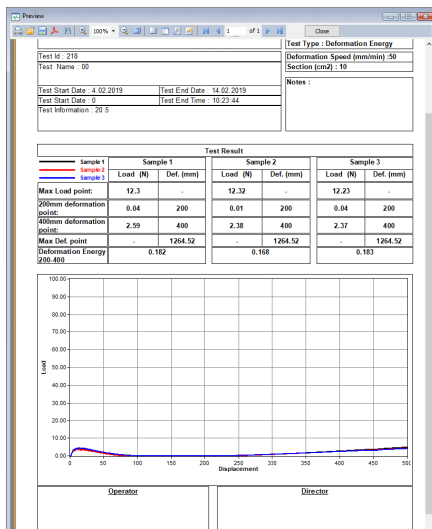 Preview
100%
1
of 1
Close
Test Type : Deformation Energy
Test Id : 218
Deformation Speed (mm/min) :50
Test Name : 00
Section (cm2) : 10
Notes :
Test Start Date : 4.02.2019
Test End Date : 14.02.2019
Test Start Date : 0
Test End Time : 10:23:44
Test Information : 20.5
Test Result
Sample 1
Sample 2
Sample 3
Sample 1
Sample 2
Sample 3
Load (N)
Def. (mm)
Load (N)
Def. (mm)
Load (N)
Def. (mm)
Max Load point:
12.3
-
12.32
-
12.23
-
200mm deformation
point:
0.04
200
0.01
200
0.04
200
400mm deformation
point:
2.59
400
2.38
400
2.37
400
Max Def. point
-
1264.52
-
1264.52
-
1264.52
Deformation Energy
200-400
0.182
0.168
0.183
100.00
90.00
80.00
70.00
60.00
50.00
40.00
30.00
20.00
10.00
0.00
Load
0
50
100
150
200
250
300
350
400
450
500
Displacement
Operator
Director